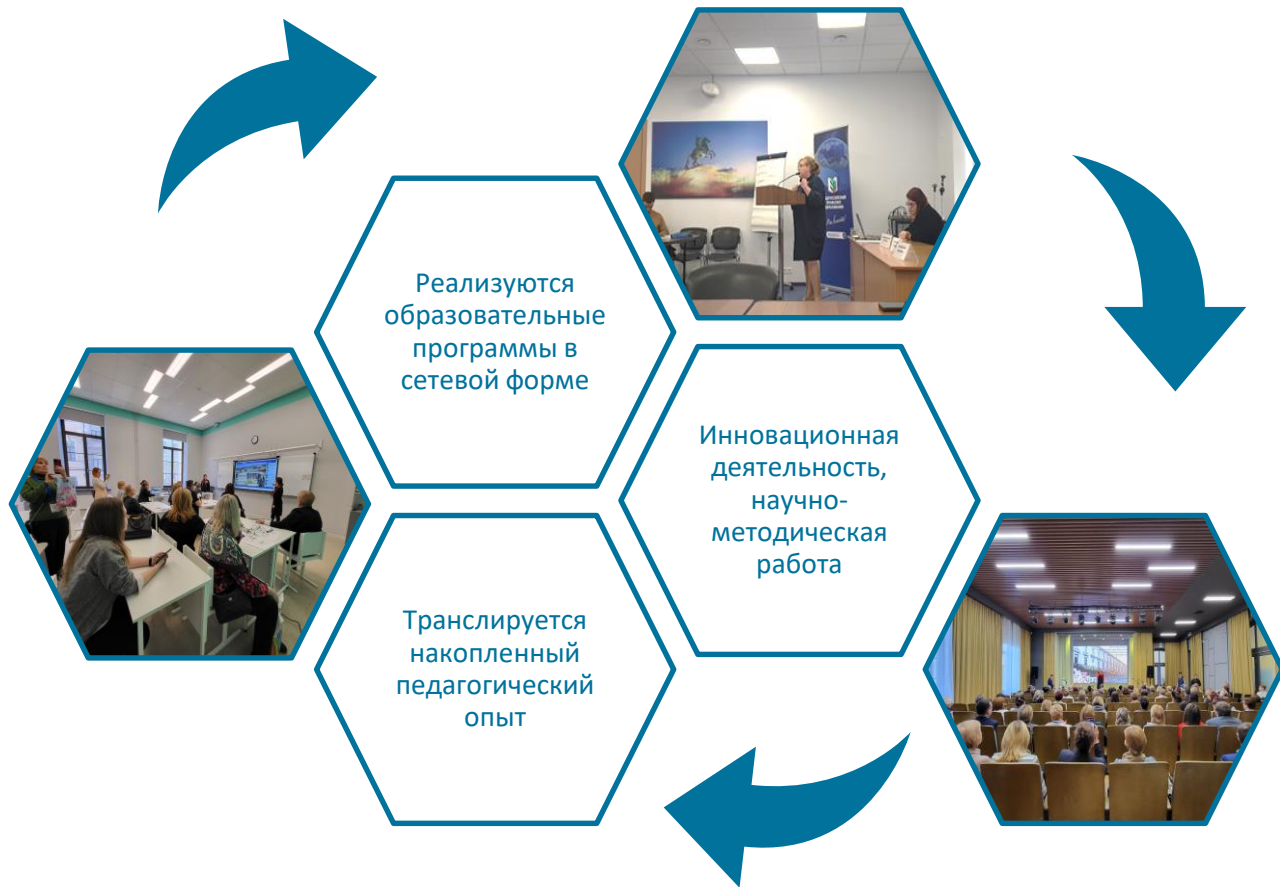 Реализуются
образовательные
программы в
сетевой форме
Инновационная
деятельность,
научно-
методическая
работа
Транслируется
накопленный
педагогический
опыт